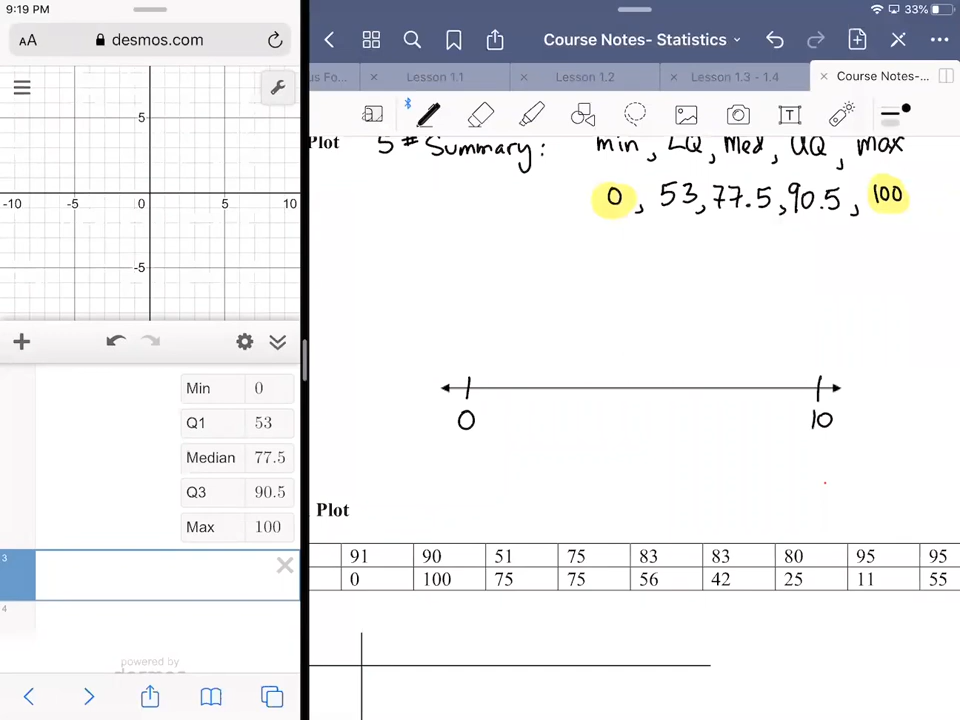 9:19 PM
33%
AA desmos.com
Course Notes- Statistics
us Fo...
Lesson 1.1
Lesson 1.2
Lesson 1.3 - 1.4
Course Notes-...
T
5
-10 -5 0 5 10
-5
Min 0
Q1 53
Median 77.5
Q3 90.5
Max 100
3
4
powered by
desmos
Plot 5 # Summary: min, LQ, Med, UQ, max
0, 53, 77.5, 90.5, 100
0 10
Plot
91 90 51 75 83 83 80 95 95
0 100 75 75 56 42 25 11 55